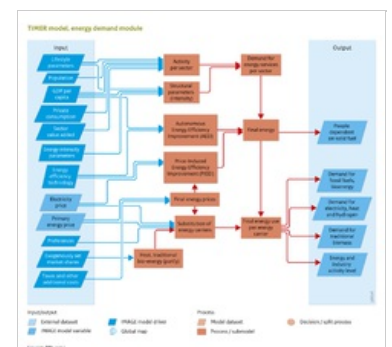 TIMER model, energy demand module
Input
Output
Lifestyle
parameters
Population
GDP per
capita
Private
consumption
Sector
value added
Energy intensity
parameters
Energy
efficiency
technology
Electricity
price
Primary
energy price
Preferences
Exogenously set
market shares
Taxes and other
additional costs
Activity
per sector
Structural
parameters
(intensity)
Autonomous
Energy Efficiency
Improvement (AEEI)
Price-Induced
Energy Efficiency
Improvement (PIEEI)
Final energy prices
Substitution of
energy carriers
Demand for
energy services
per sector
Final energy
Final energy use
per energy
carrier
Demand for
fossil fuels,
bioenergy
Demand for
electricity, heat
and hydrogen
Demand for
traditional
biomass
Energy and
industry
activity level
Input/output
Process
External dataset
IMAGE model driver
Model dataset
Decision / split process
IMAGE model variable
Global map
Process / submodel